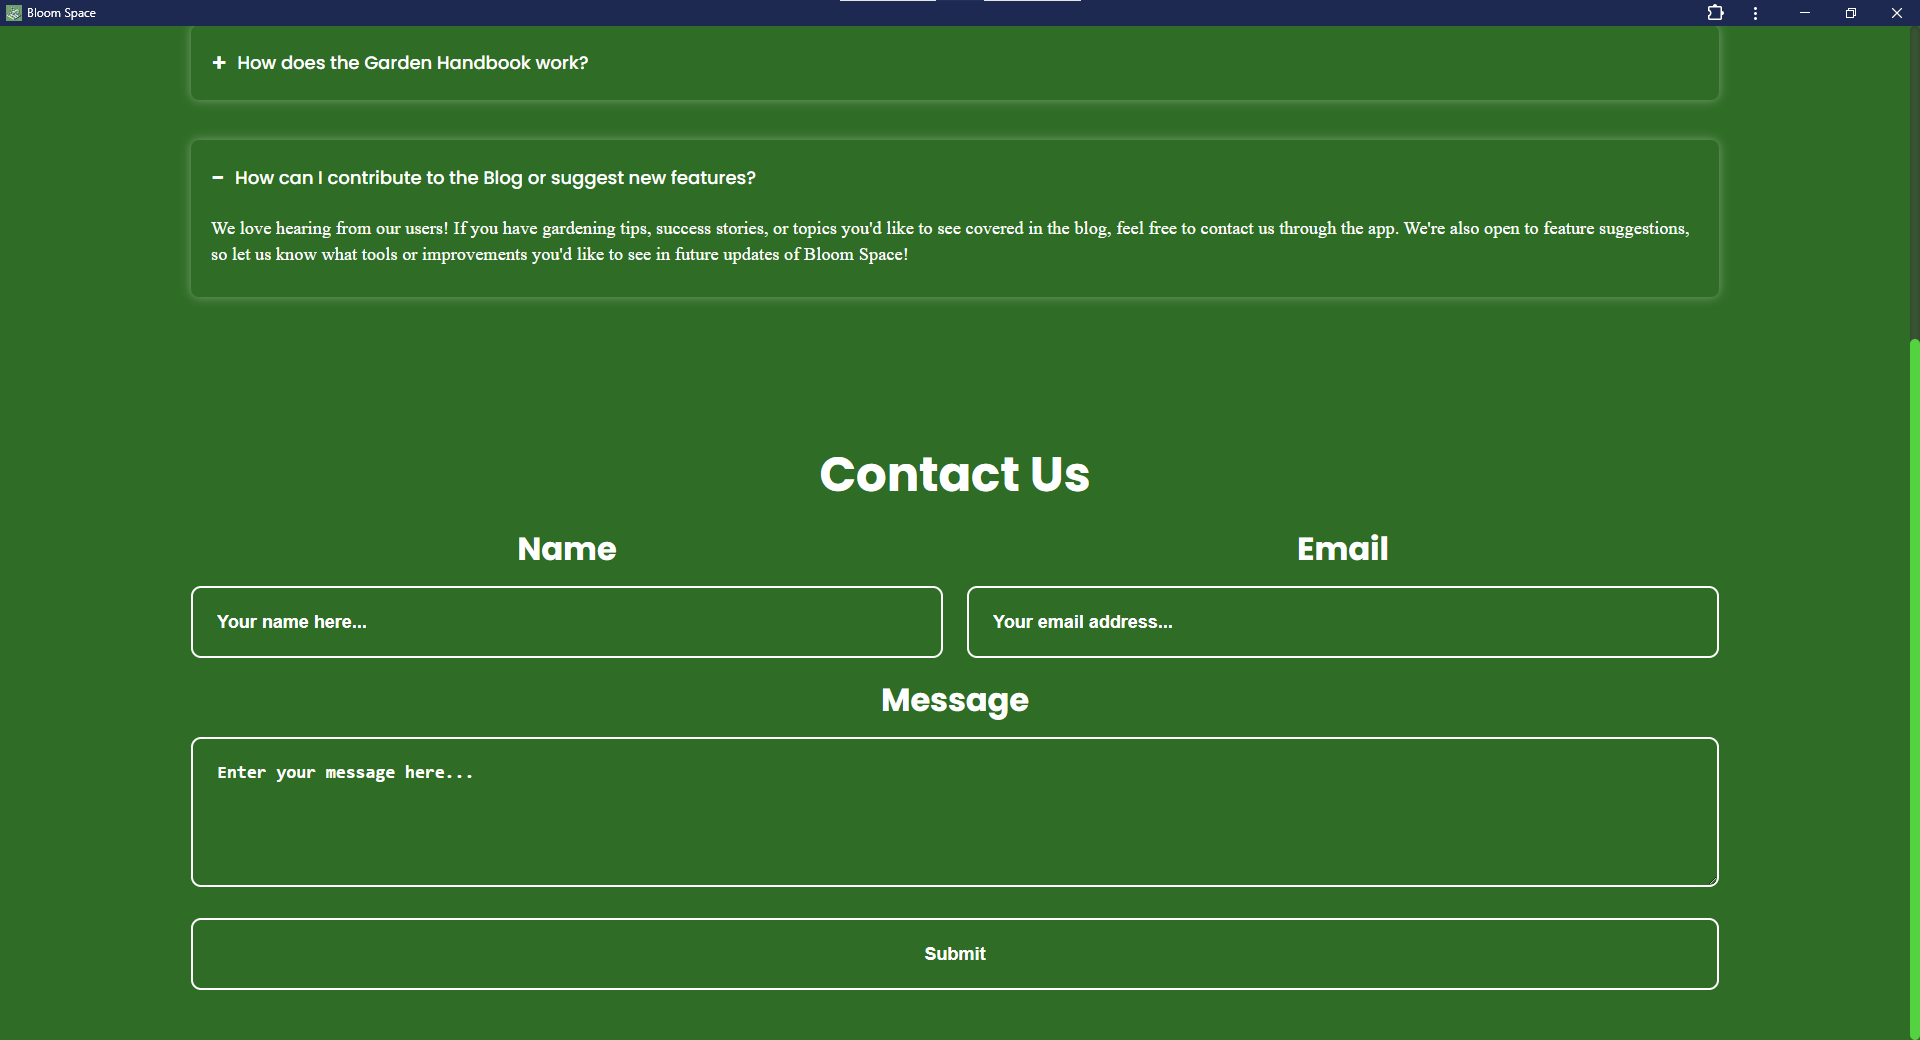 Bloom Space
+ How does the Garden Handbook work?
− How can I contribute to the Blog or suggest new features?
We love hearing from our users! If you have gardening tips, success stories, or topics you'd like to see covered in the blog, feel free to contact us through the app. We're also open to feature suggestions,
so let us know what tools or improvements you'd like to see in future updates of Bloom Space!
Contact Us
Name
Email
Your name here...
Your email address...
Message
Enter your message here...
Submit